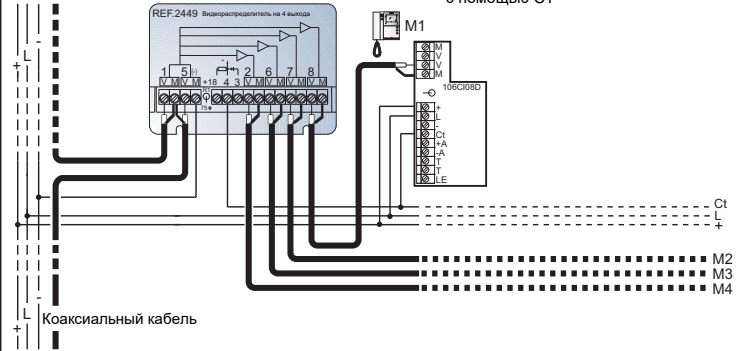 с помощью CT
REF.2449 Видеораспределитель на 4 выхода
M1
M
V
V
M
106CI08D
1 5 2 6 7 8
V M V M +18 4 3 V M V M V M V M
R1
75
+
L
-
Ct
+A
-A
T
T
LE
+ L -
Ct
L
+
M2
M3
M4
+ L -
Коаксиальный кабель